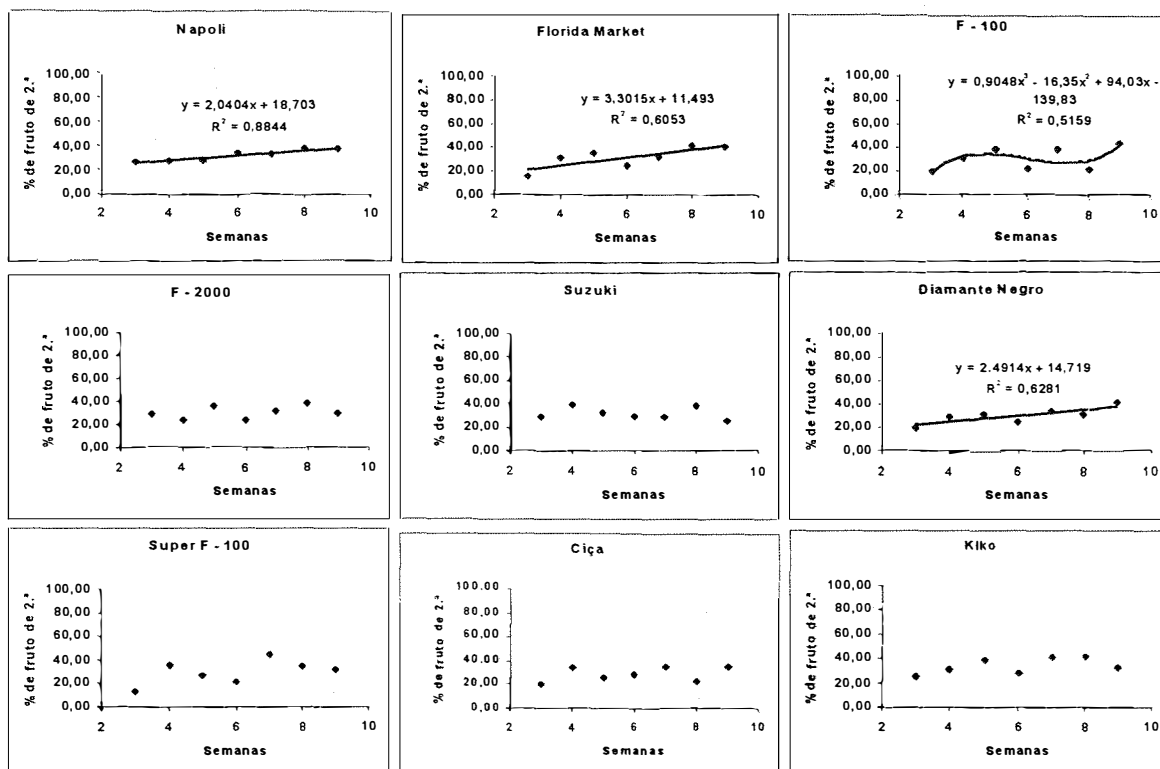 Napoli
% de fruto de 2.ª
100,00
80,00
60,00
40,00
20,00
0,00
y = 2,0404x + 18,703
R² = 0,8844
2 4 6 8 10
Semanas
Florida Market
% de fruto de 2.ª
100,00
80,00
60,00
40,00
20,00
0,00
y = 3,3015x + 11,493
R² = 0,6053
2 4 6 8 10
Semanas
F - 100
% de fruto de 2.ª
100,00
80,00
60,00
40,00
20,00
0,00
y = 0,9048x³ - 16,35x² + 94,03x -
139,83
R² = 0,5159
2 4 6 8 10
Semanas
F - 2000
% de fruto de 2.ª
100,00
80,00
60,00
40,00
20,00
0,00
2 4 6 8 10
Semanas
Suzuki
% de fruto de 2.ª
100,00
80,00
60,00
40,00
20,00
0,00
2 4 6 8 10
Semanas
Diamante Negro
% de fruto de 2.ª
100,00
80,00
60,00
40,00
20,00
0,00
y = 2.4914x + 14,719
R² = 0,6281
2 4 6 8 10
Semanas
Super F - 100
% de fruto de 2.ª
100,00
80,00
60,00
40,00
20,00
0,00
2 4 6 8 10
Semanas
Ciça
% de fruto de 2.ª
100,00
80,00
60,00
40,00
20,00
0,00
2 4 6 8 10
Semanas
Kiko
% de fruto de 2.ª
100,00
80,00
60,00
40,00
20,00
0,00
2 4 6 8 10
Semanas